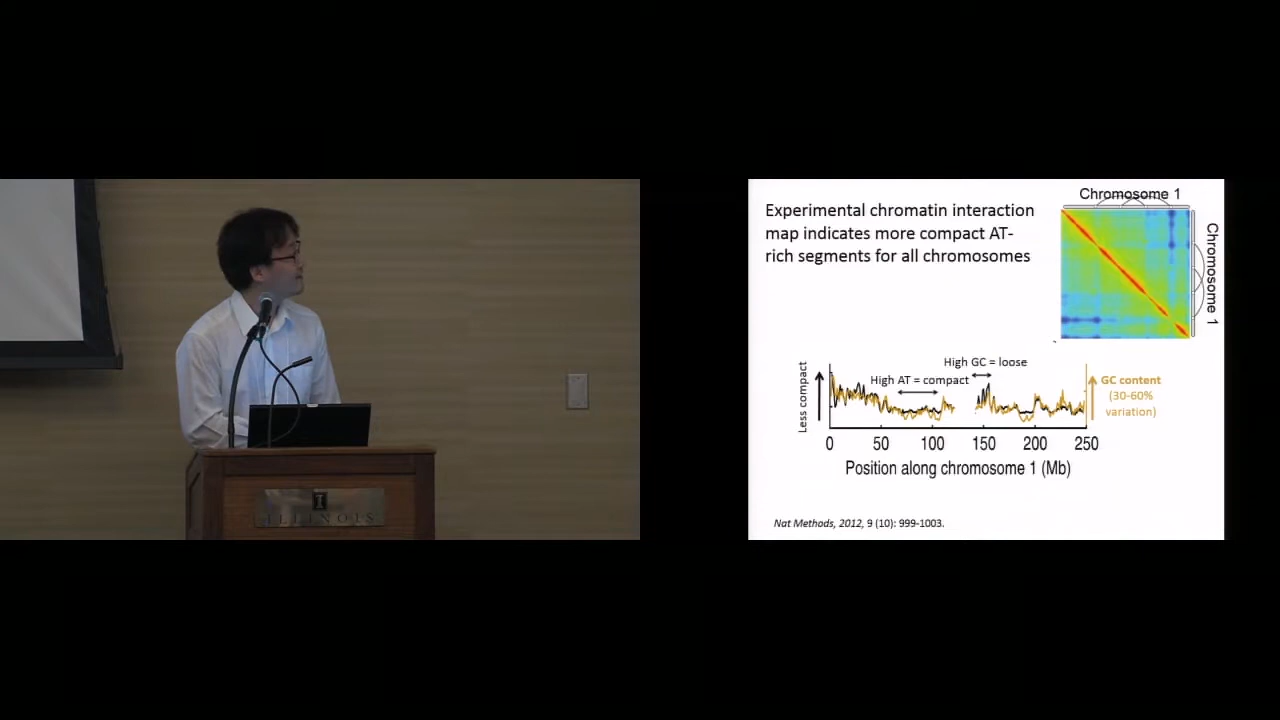 ILLINOIS
Experimental chromatin interaction
map indicates more compact AT-
rich segments for all chromosomes
Chromosome 1
Chromosome 1
High GC = loose
High AT = compact
Less compact
GC content
(30-60%
variation)
0 50 100 150 200 250
Position along chromosome 1 (Mb)
Nat Methods, 2012, 9 (10): 999-1003.